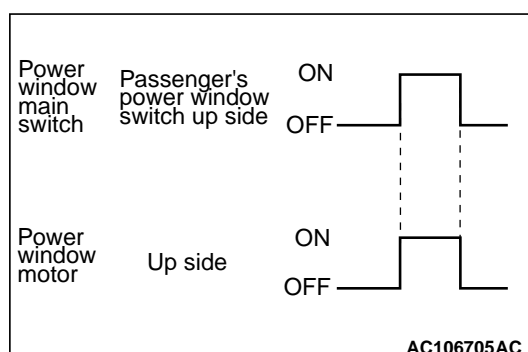 Power
window
main
switch
Passenger's
power window
switch up side
ON
OFF
Power
window
motor
Up side
ON
OFF
AC106705AC